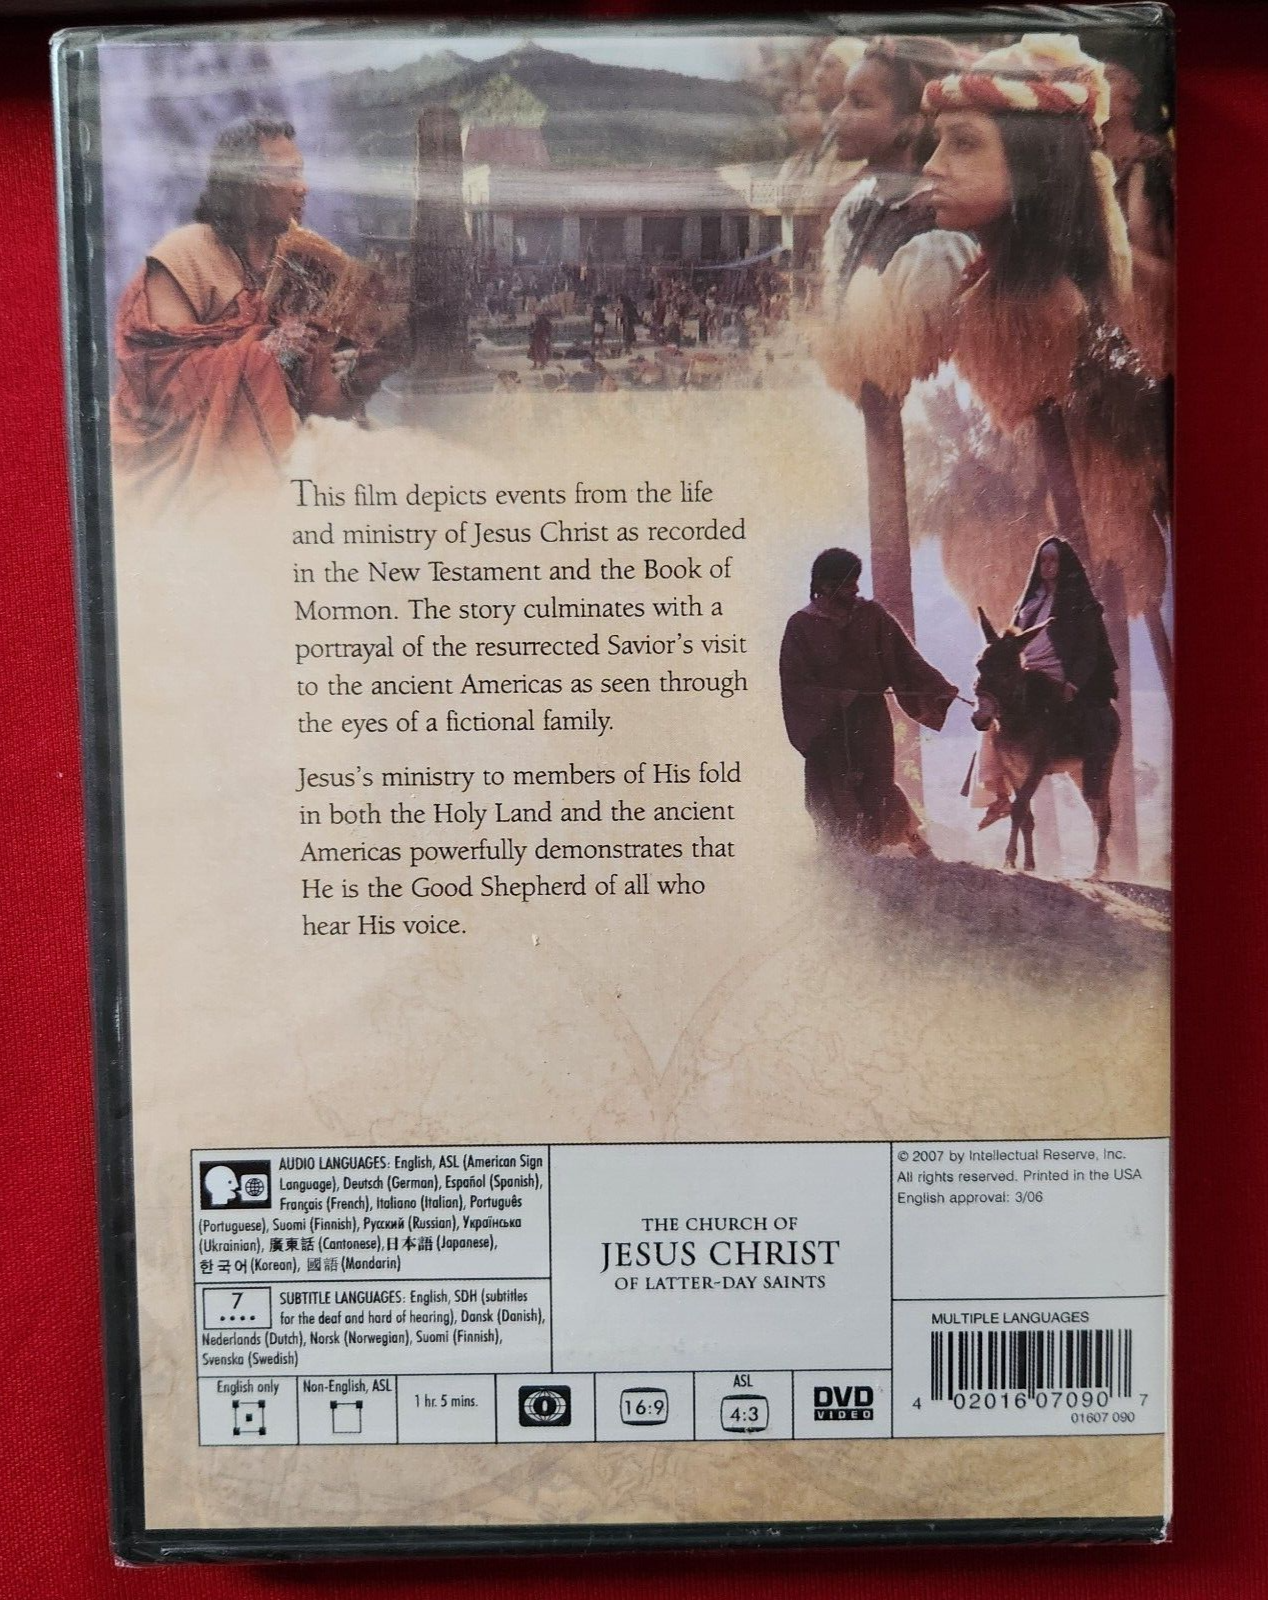 This film depicts events from the life
and ministry of Jesus Christ as recorded
in the New Testament and the Book of
Mormon. The story culminates with a
portrayal of the resurrected Savior's visit
to the ancient Americas as seen through
the eyes of a fictional family.
Jesus's ministry to members of His fold
in both the Holy Land and the ancient
Americas powerfully demonstrates that
He is the Good Shepherd of all who
hear His voice.
AUDIO LANGUAGES: English, ASL (American Sign
Language), Deutsch (German), Español (Spanish),
Français (French), Italiano (Italian), Português
(Portuguese), Suomi (Finnish), Русский (Russian), Українська
(Ukrainian), 廣東話 (Cantonese), 日本語 (Japanese),
한국어 (Korean), 國語 (Mandarin)
7
SUBTITLE LANGUAGES: English, SDH (subtitles
for the deaf and hard of hearing), Dansk (Danish),
Nederlands (Dutch), Norsk (Norwegian), Suomi (Finnish),
Svenska (Swedish)
English only
Non-English, ASL
1 hr. 5 mins.
0
16:9
ASL
4:3
DVD
VIDEO
THE CHURCH OF
JESUS CHRIST
OF LATTER-DAY SAINTS
© 2007 by Intellectual Reserve, Inc.
All rights reserved. Printed in the USA
English approval: 3/06
MULTIPLE LANGUAGES
4 02016 07090 7
01607 090